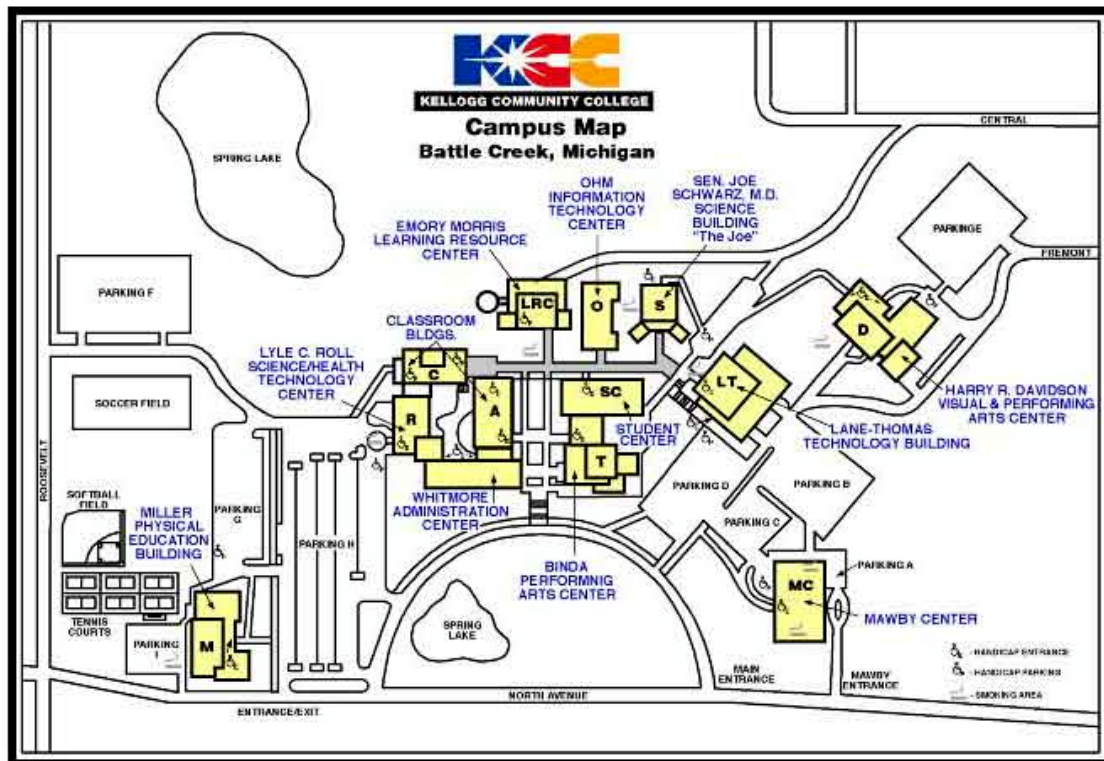 KCC
KELLOGG COMMUNITY COLLEGE
Campus Map
Battle Creek, Michigan
CENTRAL
SPRING LAKE
OHM
INFORMATION
TECHNOLOGY
CENTER
SEN. JOE
SCHWARZ, M.D.
SCIENCE
BUILDING
"The Joe"
EMORY MORRIS
LEARNING RESOURCE
CENTER
PARKINGE
FREMONT
PARKING F
LRC
O
S
D
CLASSROOM
BLDGS.
LYLE C. ROLL
SCIENCE/HEALTH
TECHNOLOGY
CENTER
C
A
R
SC
LT
SOCCER FIELD
STUDENT
CENTER
HARRY R. DAVIDSON
VISUAL & PERFORMING
ARTS CENTER
LANE-THOMAS
TECHNOLOGY BUILDING
T
ROOSEVELT
WHITMORE
ADMINISTRATION
CENTER
PARKING D
PARKING B
PARKING C
SOFTBALL
FIELD
MILLER
PHYSICAL
EDUCATION
BUILDING
PARKING
G
PARKING H
BINDA
PERFORMNIG
ARTS CENTER
PARKING A
MC
MAWBY CENTER
TENNIS
COURTS
PARKING
I
M
SPRING
LAKE
MAIN
ENTRANCE
MAWBY
ENTRANCE
- HANDICAP ENTRANCE
- HANDICAP PARKING
- SMOKING AREA
NORTH AVENUE
ENTRANCE/EXIT